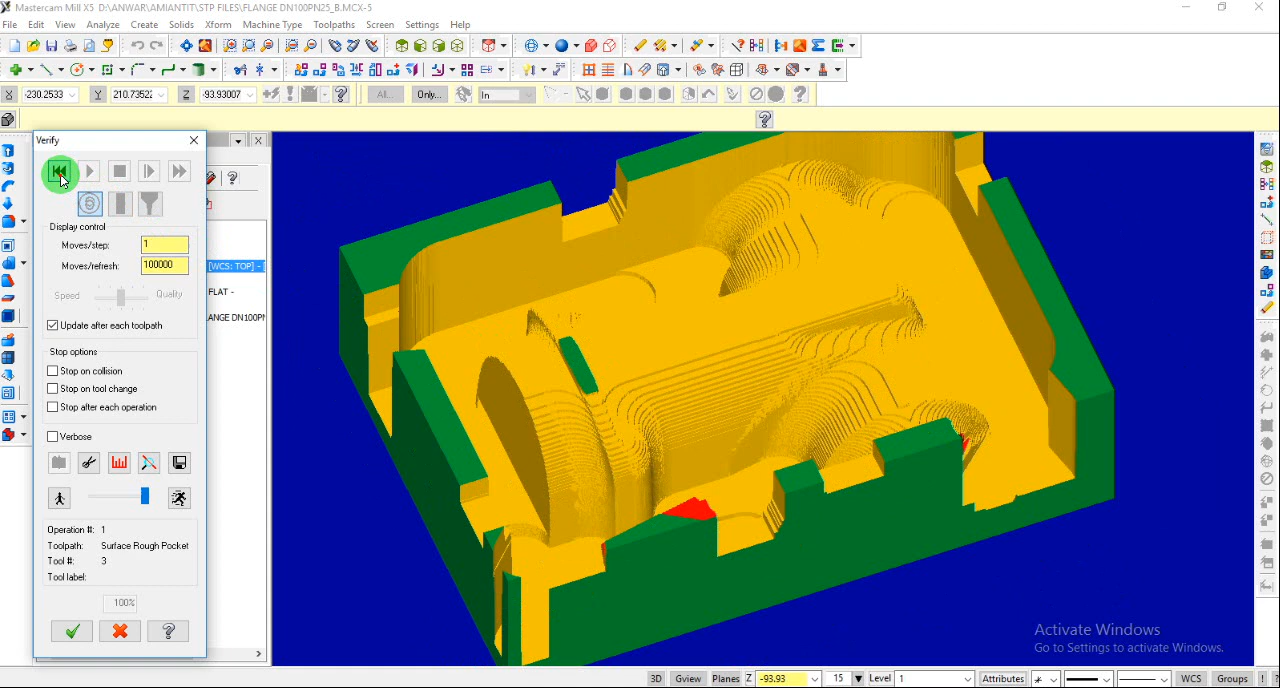 Mastercam Mill X5 D:\ANWAR\AMIANTIT\STP FILES\FLANGE DN100PN25_B.MCX-5
File Edit View Analyze Create Solids Xform Machine Type Toolpaths Screen Settings Help
X -230.2533 Y 210.7352 Z -93.93007 All... Only... In
Verify
Display control
Moves/step: 1
Moves/refresh: 100000
Speed Quality
Update after each toolpath
Stop options
Stop on collision
Stop on tool change
Stop after each operation
Verbose
Operation #: 1
Toolpath: Surface Rough Pocket
Tool #: 3
Tool label:
100%
[WCS: TOP] -
FLAT -
ANGE DN100PN
Activate Windows
Go to Settings to activate Windows.
3D Gview Planes Z -93.93 15 Level 1 Attributes WCS Groups ! ?